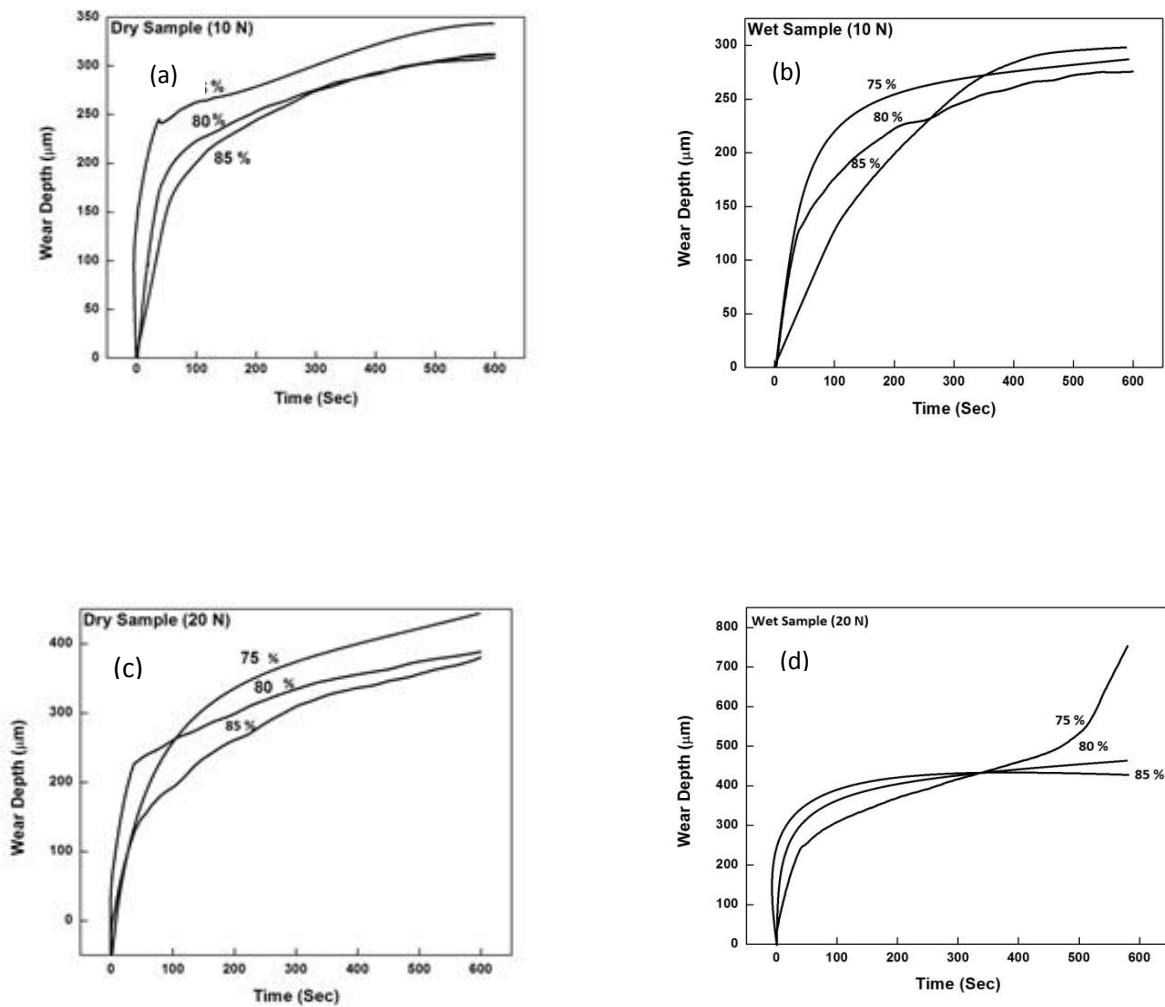 Dry Sample (10 N)
(a)
%
80%
85 %
350
300
250
200
150
100
50
0
0 100 200 300 400 500 600
Wear Depth (μm)
Time (Sec)
Wet Sample (10 N)
(b)
75 %
80 %
85 %
300
250
200
150
100
50
0
0 100 200 300 400 500 600
Wear Depth (μm)
Time (Sec)
Dry Sample (20 N)
(c)
75 %
80 %
85 %
400
300
200
100
0
0 100 200 300 400 500 600
Wear Depth (μm)
Time (Sec)
Wet Sample (20 N)
(d)
75 %
80 %
85 %
800
700
600
500
400
300
200
100
0
0 100 200 300 400 500 600
Wear Depth (μm)
Time (Sec)